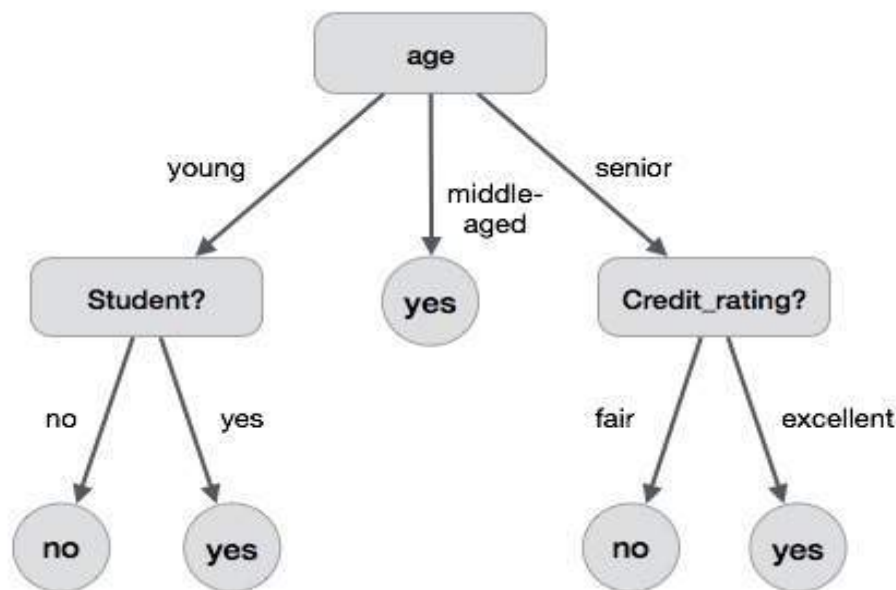 age
young
middle-
aged
senior
Student?
yes
Credit_rating?
no
yes
fair
excellent
no
yes
no
yes